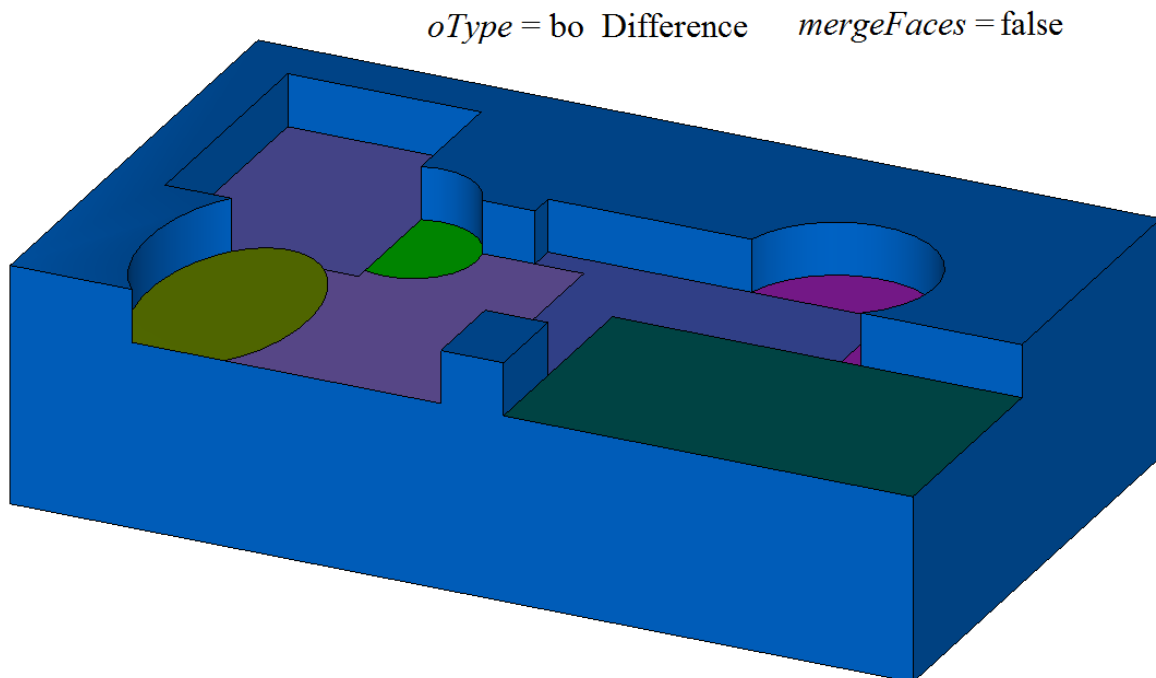 oType = bo Difference mergeFaces = false